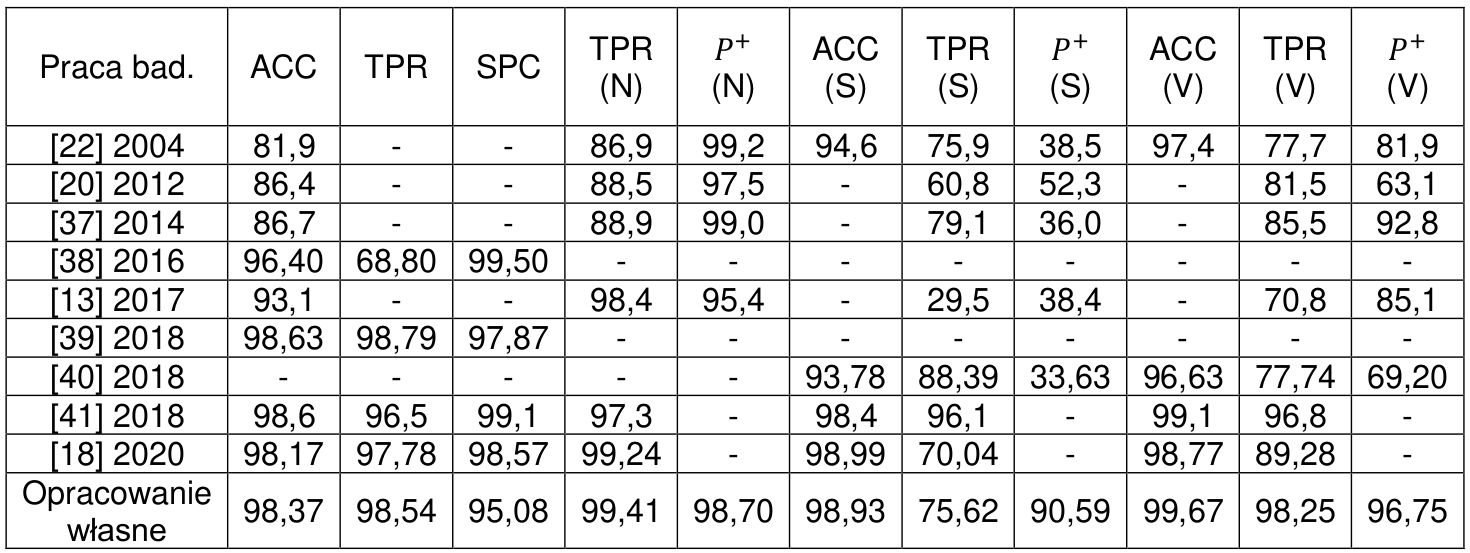 Praca bad. ACC TPR SPC TPR (N) P⁺ (N) ACC (S) TPR (S) P⁺ (S) ACC (V) TPR (V) P⁺ (V)
[22] 2004 81,9 - - 86,9 99,2 94,6 75,9 38,5 97,4 77,7 81,9
[20] 2012 86,4 - - 88,5 97,5 - 60,8 52,3 - 81,5 63,1
[37] 2014 86,7 - - 88,9 99,0 - 79,1 36,0 - 85,5 92,8
[38] 2016 96,40 68,80 99,50 - - - - - - - -
[13] 2017 93,1 - - 98,4 95,4 - 29,5 38,4 - 70,8 85,1
[39] 2018 98,63 98,79 97,87 - - - - - - - -
[40] 2018 - - - - - 93,78 88,39 33,63 96,63 77,74 69,20
[41] 2018 98,6 96,5 99,1 97,3 - 98,4 96,1 - 99,1 96,8 -
[18] 2020 98,17 97,78 98,57 99,24 - 98,99 70,04 - 98,77 89,28 -
Opracowanie własne 98,37 98,54 95,08 99,41 98,70 98,93 75,62 90,59 99,67 98,25 96,75